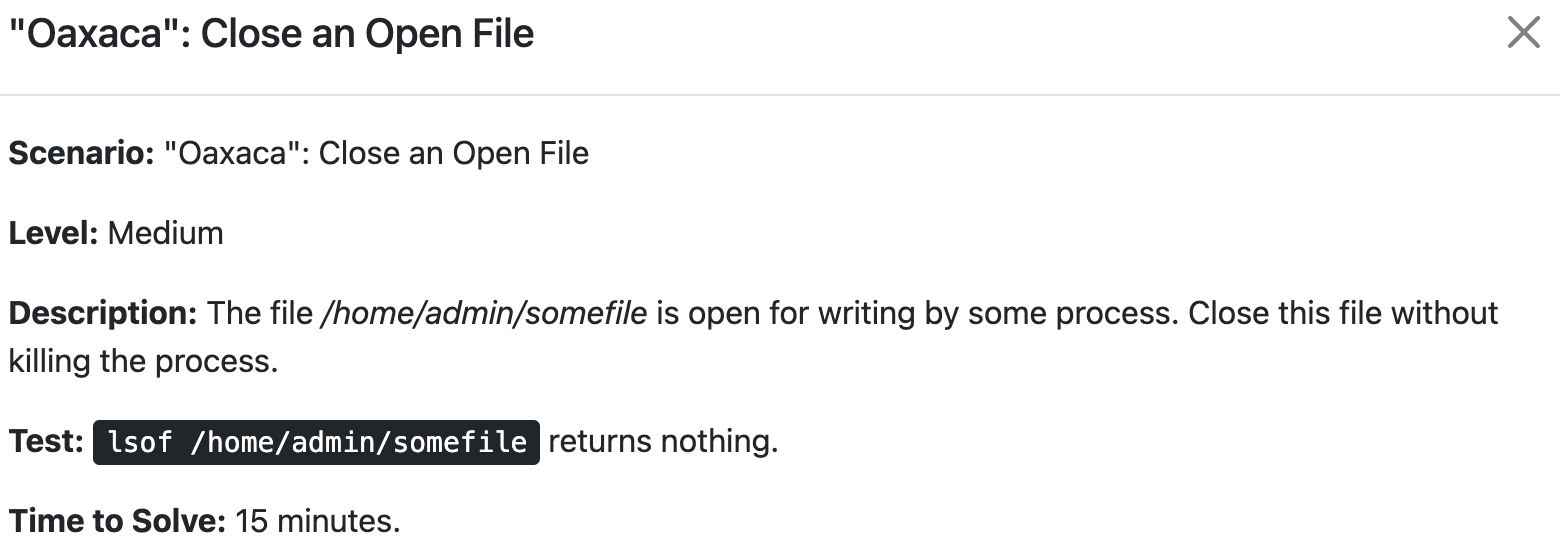 "Oaxaca": Close an Open File
Scenario: "Oaxaca": Close an Open File
Level: Medium
Description: The file /home/admin/somefile is open for writing by some process. Close this file without
killing the process.
Test: lsof /home/admin/somefile returns nothing.
Time to Solve: 15 minutes.